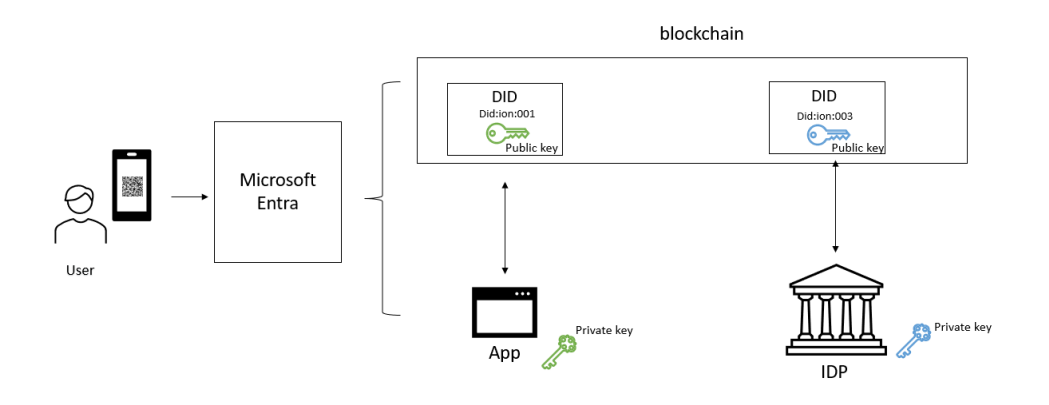 blockchain
DID
Did:ion:001
Public key
DID
Did:ion:003
Public key
Microsoft
Entra
User
App
Private key
IDP
Private key